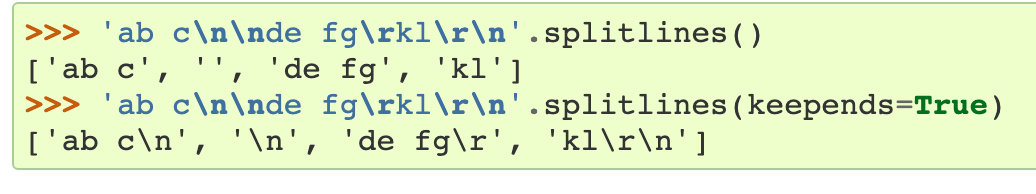 >>> 'ab c\n\nde fg\rkl\r\n'.splitlines()
['ab c', '', 'de fg', 'kl']
>>> 'ab c\n\nde fg\rkl\r\n'.splitlines(keepends=True)
['ab c\n', '\n', 'de fg\r', 'kl\r\n']